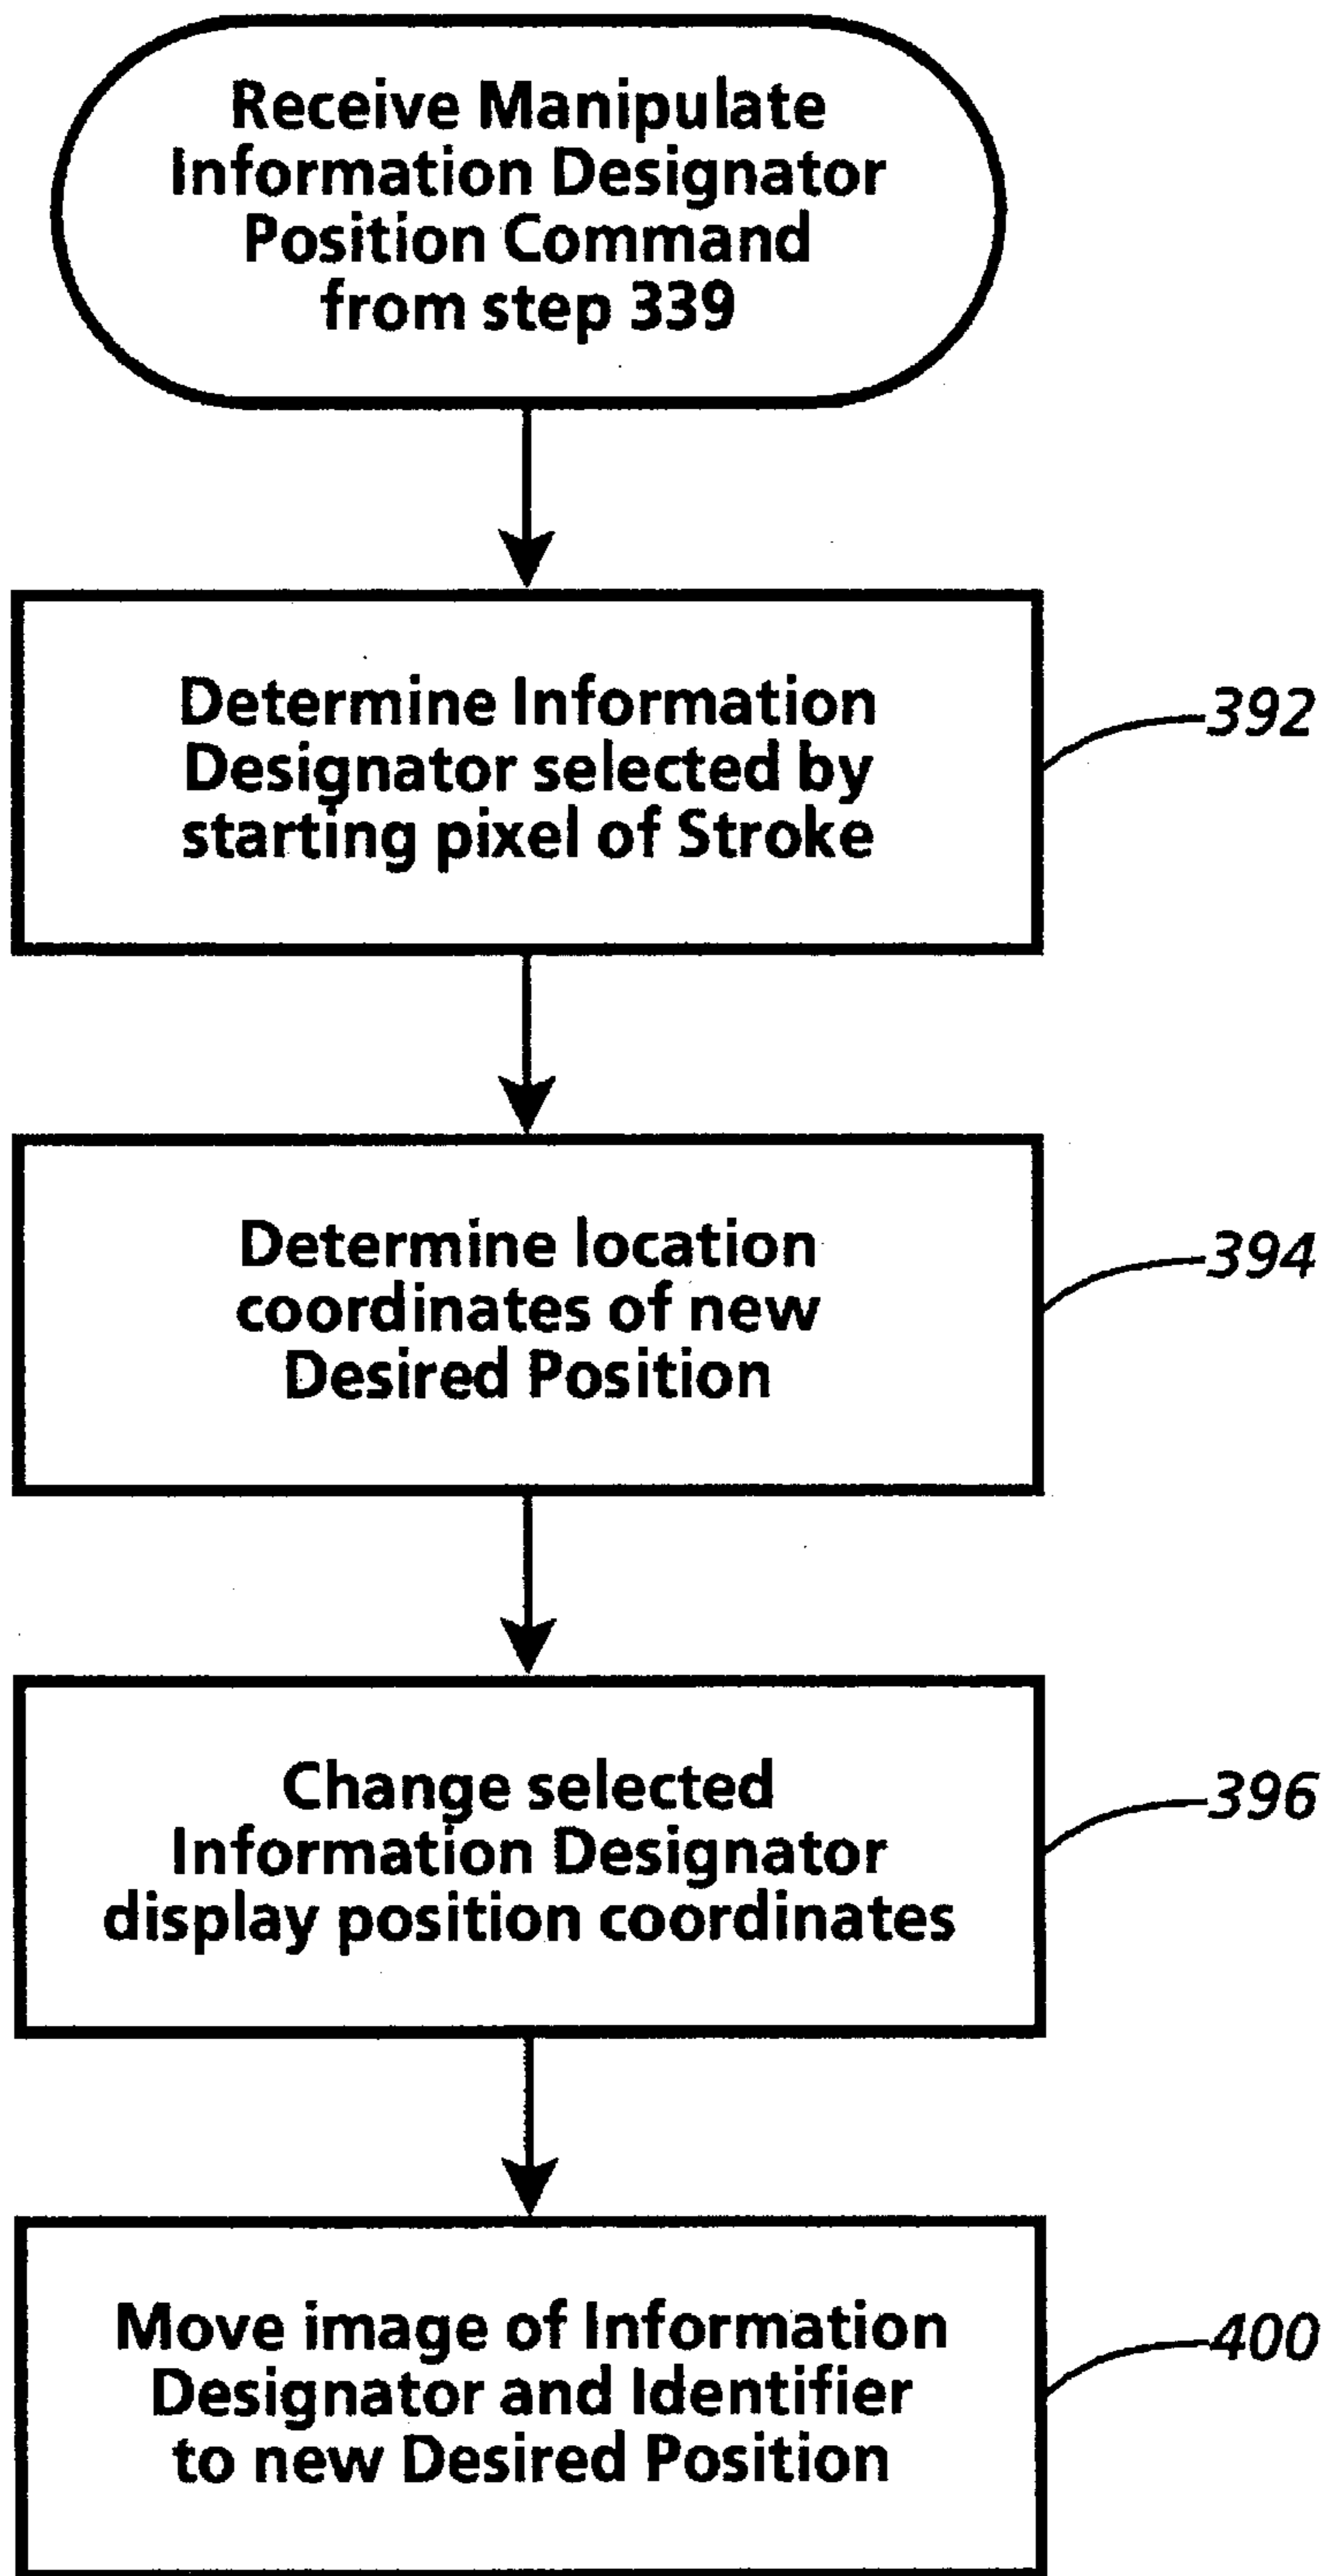 Receive Manipulate
Information Designator
Position Command
from step 339
Determine Information
Designator selected by
starting pixel of Stroke
392
Determine location
coordinates of new
Desired Position
394
Change selected
Information Designator
display position coordinates
396
Move image of Information
Designator and Identifier
to new Desired Position
400